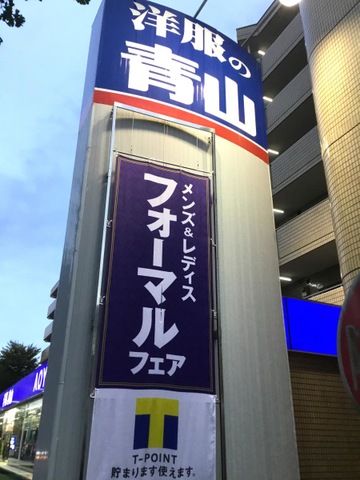 洋服の
青山
メンズ&レディス
フォーマル
フェア
T-POINT
貯まります使えます。